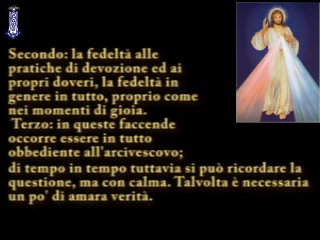 Secondo: la fedeltà alle
pratiche di devozione ed ai
propri doveri, la fedeltà in
genere in tutto, proprio come
nei momenti di gioia.
Terzo: in queste faccende
occorre essere in tutto
obbediente all'arcivescovo;
di tempo in tempo tuttavia si può ricordare la
questione, ma con calma. Talvolta è necessaria
un po' di amara verità.